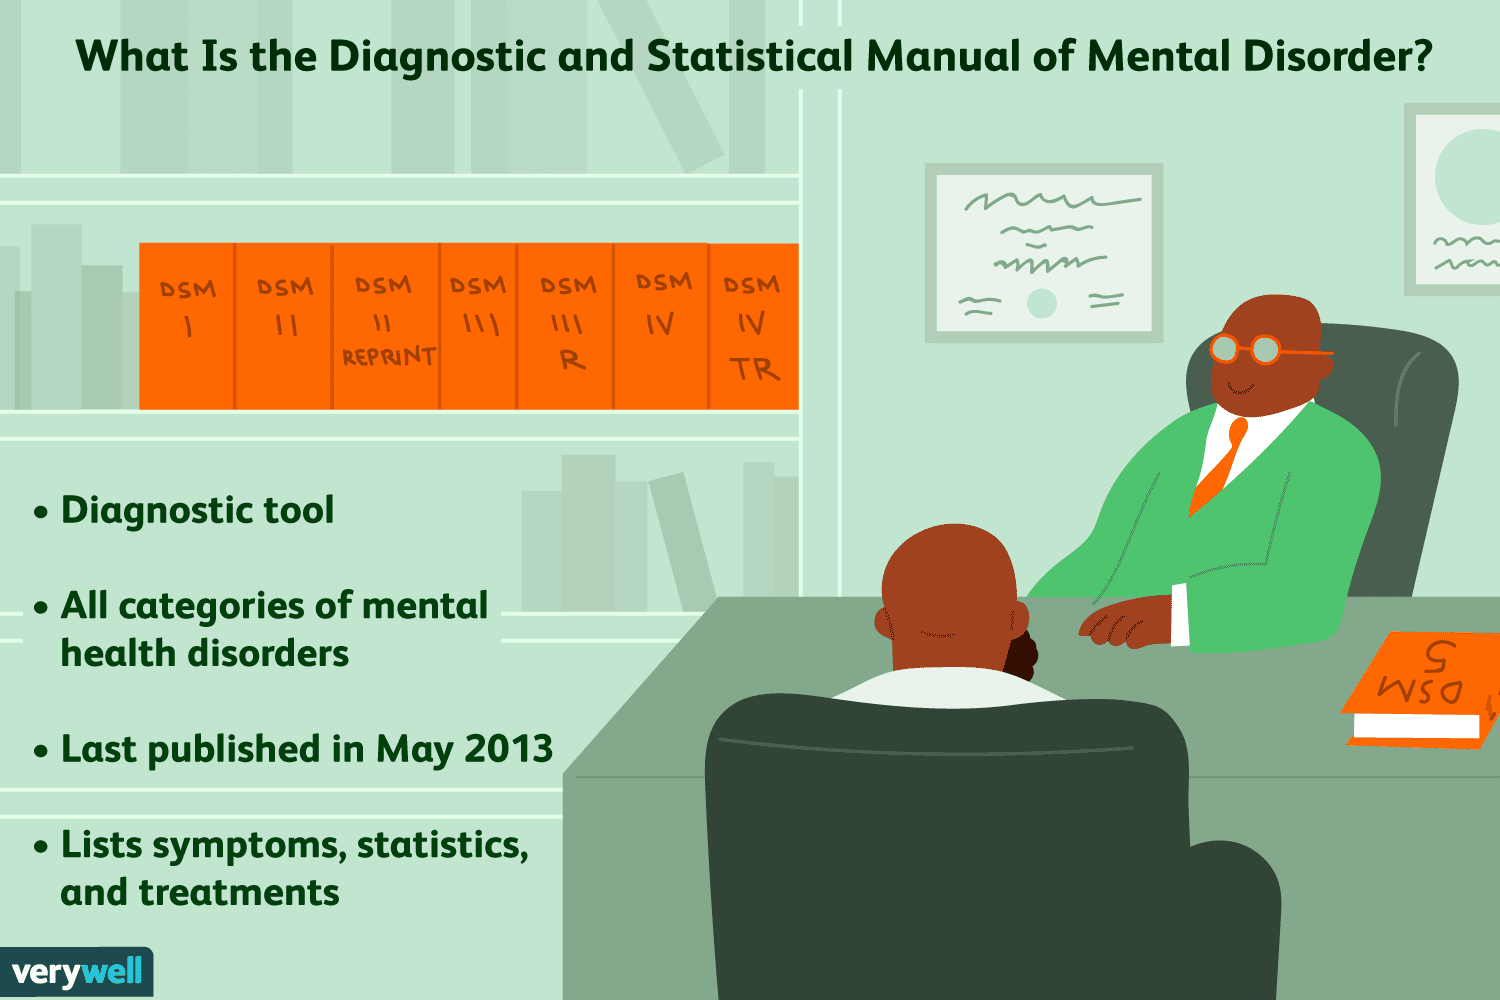 What Is the Diagnostic and Statistical Manual of Mental Disorder?
DSM I
DSM II
DSM II REPRINT
DSM III
DSM III R
DSM IV
DSM IV TR
• Diagnostic tool
• All categories of mental
health disorders
• Last published in May 2013
• Lists symptoms, statistics,
and treatments
DSM
5
verywell